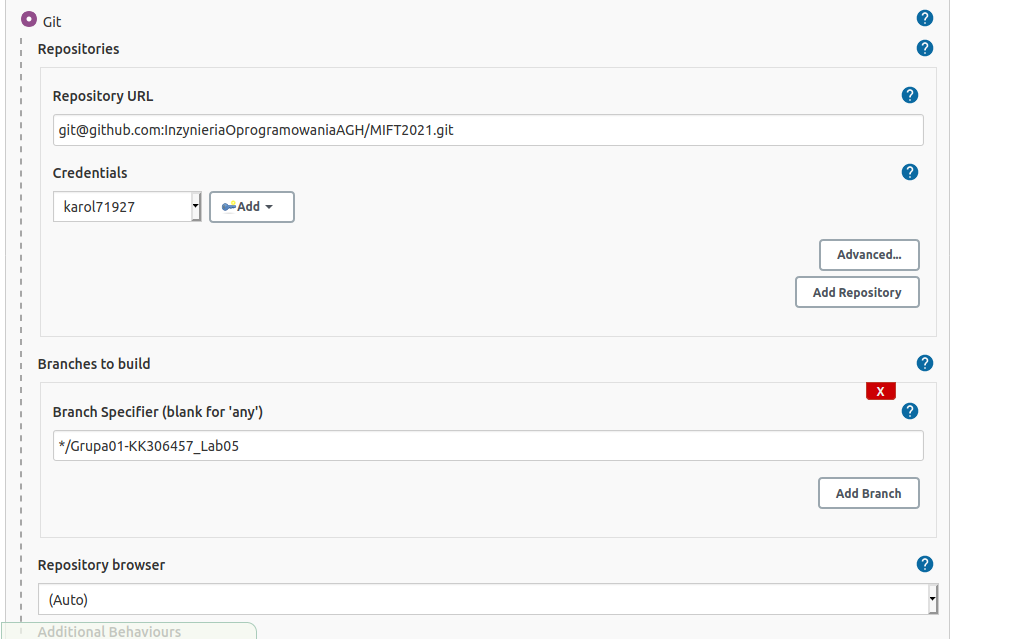 Git
Repositories
Repository URL
git@github.com:InzynieriaOprogramowaniaAGH/MIFT2021.git
Credentials
karol71927
Add
Advanced...
Add Repository
Branches to build
X
Branch Specifier (blank for 'any')
*/Grupa01-KK306457_Lab05
Add Branch
Repository browser
(Auto)
Additional Behaviours